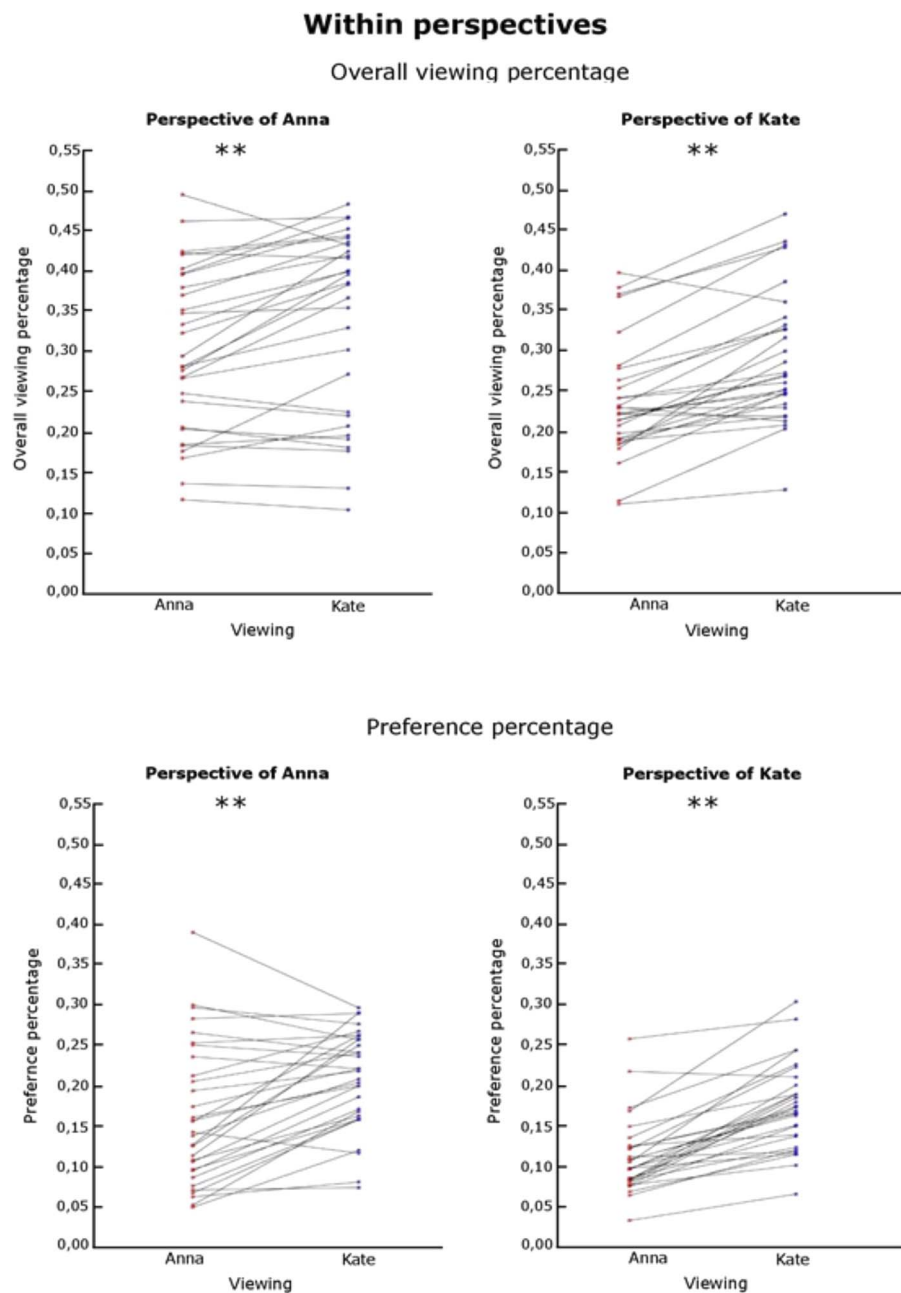 Within perspectives
Overall viewing percentage
Perspective of Anna
**
0,55
0,50
0,45
0,40
0,35
0,30
0,25
0,20
0,15
0,10
0,05
0,00
Overall viewing percentage
Anna Kate
Viewing
Perspective of Kate
**
0,55
0,50
0,45
0,40
0,35
0,30
0,25
0,20
0,15
0,10
0,05
0,00
Overall viewing percentage
Anna Kate
Viewing
Preference percentage
Perspective of Anna
**
0,55
0,50
0,45
0,40
0,35
0,30
0,25
0,20
0,15
0,10
0,05
0,00
Prefernce percentage
Anna Kate
Viewing
Perspective of Kate
**
0,55
0,50
0,45
0,40
0,35
0,30
0,25
0,20
0,15
0,10
0,05
0,00
Preference percentage
Anna Kate
Viewing